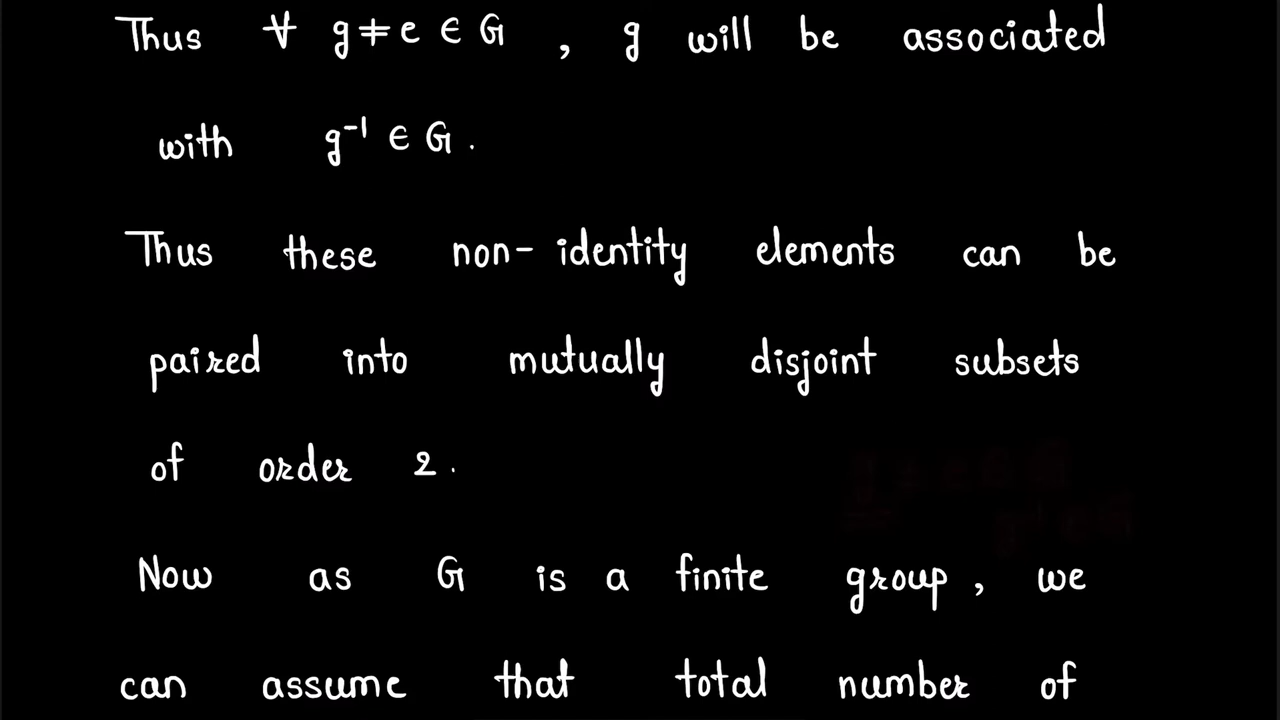 Thus ∀ g ≠ e ∈ G , g will be associated
with g⁻¹ ∈ G .
Thus these non- identity elements can be
paired into mutually disjoint subsets
of order 2 .
Now as G is a finite group , we
can assume that total number of